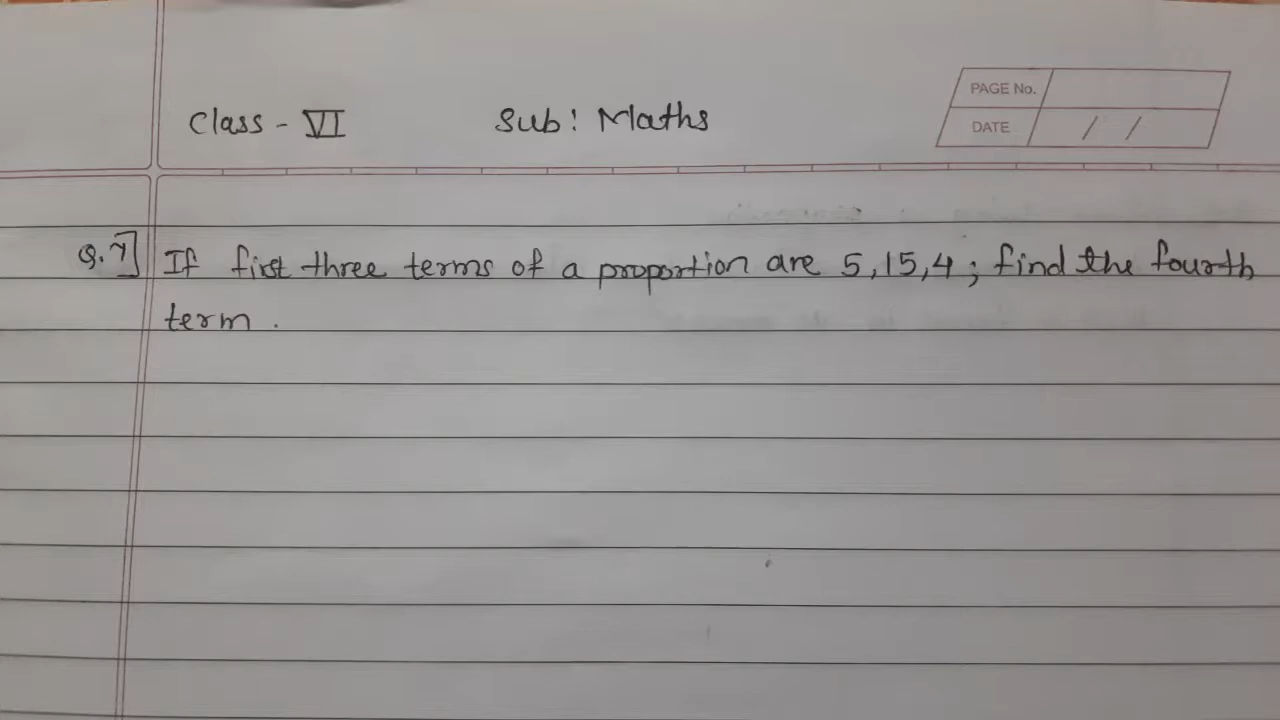 Class - VI Sub: Maths
PAGE No.
DATE / /
Q.7] If first three terms of a proportion are 5,15,4; find the fourth
term.